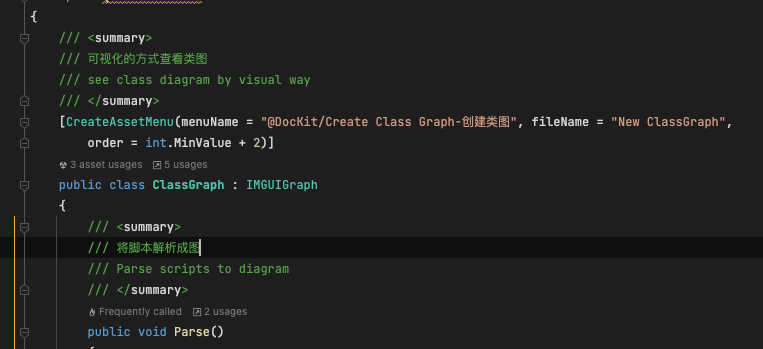 {
/// <summary>
/// 可视化的方式查看类图
/// see class diagram by visual way
/// </summary>
[CreateAssetMenu(menuName = "@DocKit/Create Class Graph-创建类图", fileName = "New ClassGraph",
order = int.MinValue + 2)]
3 asset usages 5 usages
public class ClassGraph : IMGUIGraph
{
/// <summary>
/// 将脚本解析成图
/// Parse scripts to diagram
/// </summary>
Frequently called 2 usages
public void Parse()